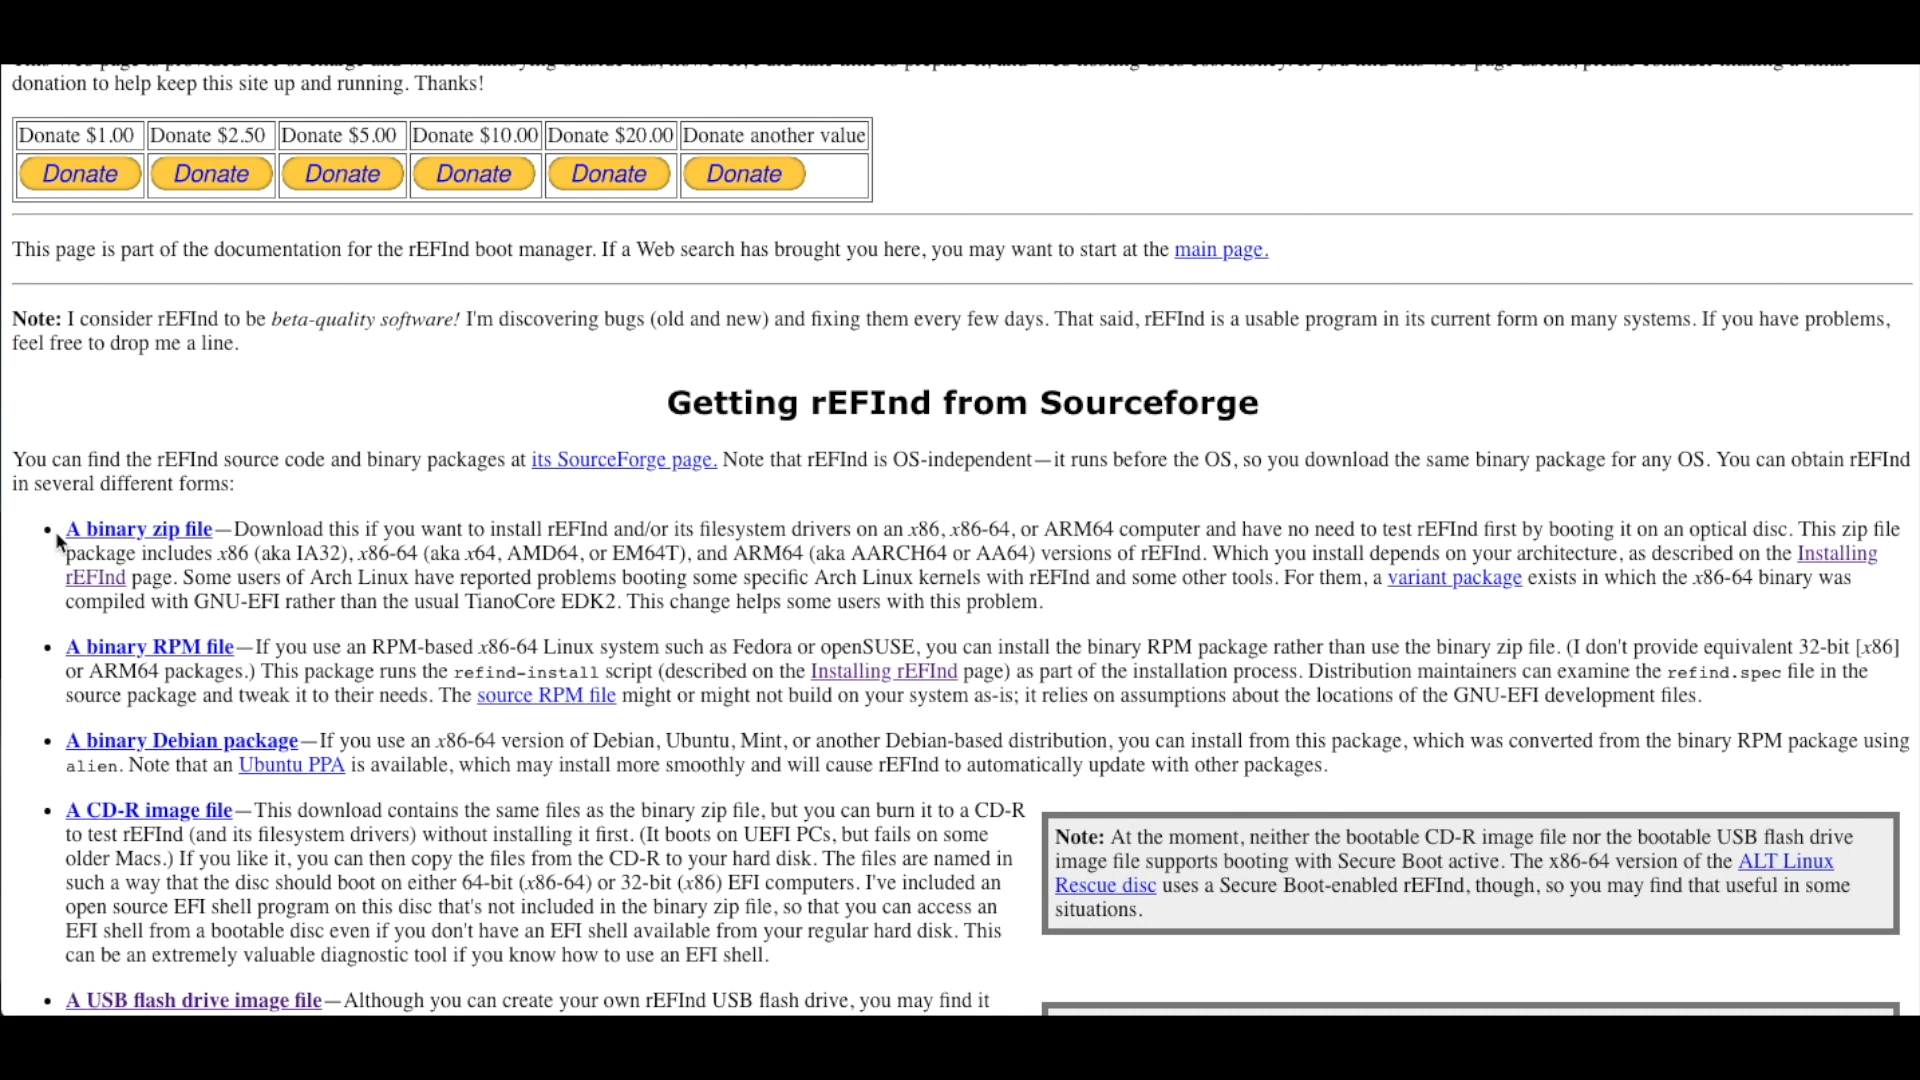 donation to help keep this site up and running. Thanks!
Donate $1.00 Donate $2.50 Donate $5.00 Donate $10.00 Donate $20.00 Donate another value
Donate Donate Donate Donate Donate Donate
This page is part of the documentation for the rEFInd boot manager. If a Web search has brought you here, you may want to start at the main page.
Note: I consider rEFInd to be beta-quality software! I'm discovering bugs (old and new) and fixing them every few days. That said, rEFInd is a usable program in its current form on many systems. If you have problems,
feel free to drop me a line.
Getting rEFInd from Sourceforge
You can find the rEFInd source code and binary packages at its SourceForge page. Note that rEFInd is OS-independent—it runs before the OS, so you download the same binary package for any OS. You can obtain rEFInd
in several different forms:
• A binary zip file—Download this if you want to install rEFInd and/or its filesystem drivers on an x86, x86-64, or ARM64 computer and have no need to test rEFInd first by booting it on an optical disc. This zip file
package includes x86 (aka IA32), x86-64 (aka x64, AMD64, or EM64T), and ARM64 (aka AARCH64 or AA64) versions of rEFInd. Which you install depends on your architecture, as described on the Installing
rEFInd page. Some users of Arch Linux have reported problems booting some specific Arch Linux kernels with rEFInd and some other tools. For them, a variant package exists in which the x86-64 binary was
compiled with GNU-EFI rather than the usual TianoCore EDK2. This change helps some users with this problem.
• A binary RPM file—If you use an RPM-based x86-64 Linux system such as Fedora or openSUSE, you can install the binary RPM package rather than use the binary zip file. (I don't provide equivalent 32-bit [x86]
or ARM64 packages.) This package runs the refind-install script (described on the Installing rEFInd page) as part of the installation process. Distribution maintainers can examine the refind.spec file in the
source package and tweak it to their needs. The source RPM file might or might not build on your system as-is; it relies on assumptions about the locations of the GNU-EFI development files.
• A binary Debian package—If you use an x86-64 version of Debian, Ubuntu, Mint, or another Debian-based distribution, you can install from this package, which was converted from the binary RPM package using
alien. Note that an Ubuntu PPA is available, which may install more smoothly and will cause rEFInd to automatically update with other packages.
• A CD-R image file—This download contains the same files as the binary zip file, but you can burn it to a CD-R
to test rEFInd (and its filesystem drivers) without installing it first. (It boots on UEFI PCs, but fails on some
older Macs.) If you like it, you can then copy the files from the CD-R to your hard disk. The files are named in
such a way that the disc should boot on either 64-bit (x86-64) or 32-bit (x86) EFI computers. I've included an
open source EFI shell program on this disc that's not included in the binary zip file, so that you can access an
EFI shell from a bootable disc even if you don't have an EFI shell available from your regular hard disk. This
can be an extremely valuable diagnostic tool if you know how to use an EFI shell.
Note: At the moment, neither the bootable CD-R image file nor the bootable USB flash drive
image file supports booting with Secure Boot active. The x86-64 version of the ALT Linux
Rescue disc uses a Secure Boot-enabled rEFInd, though, so you may find that useful in some
situations.
• A USB flash drive image file—Although you can create your own rEFInd USB flash drive, you may find it